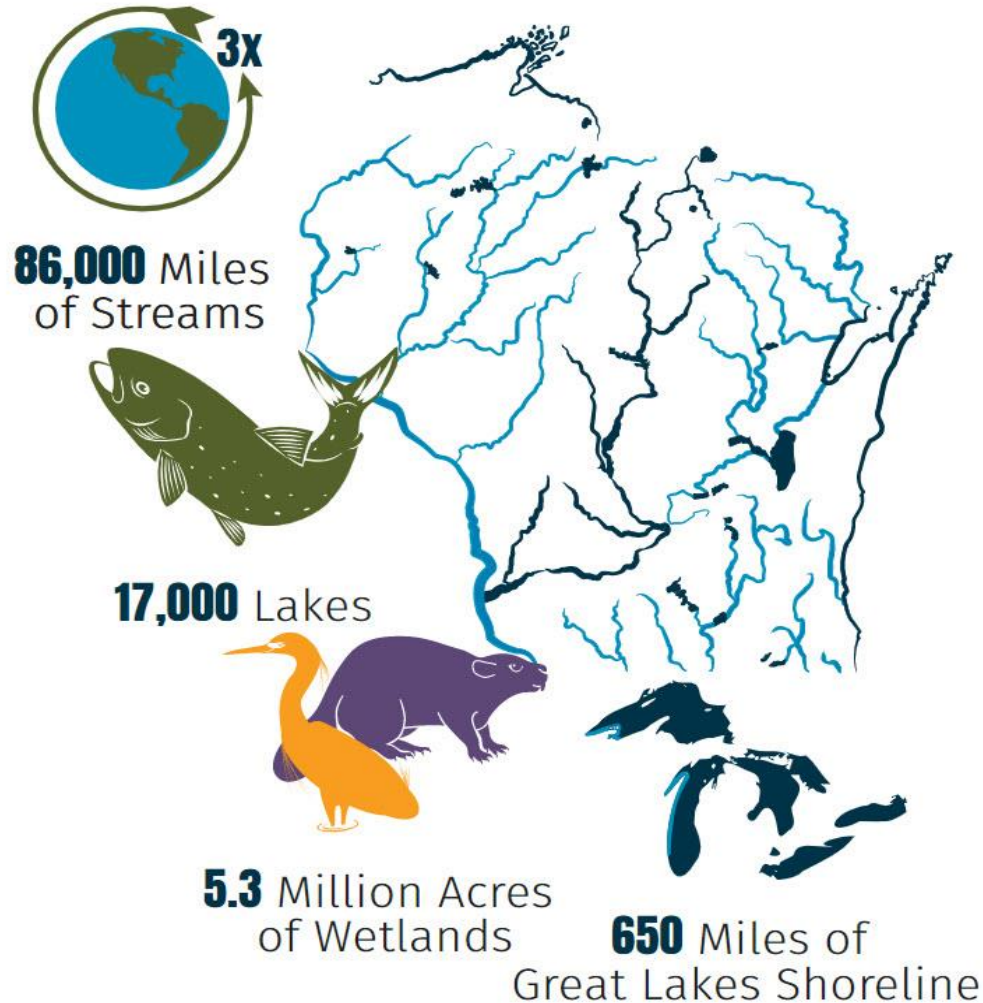 3x
86,000 Miles
of Streams
17,000 Lakes
5.3 Million Acres
of Wetlands
650 Miles of
Great Lakes Shoreline